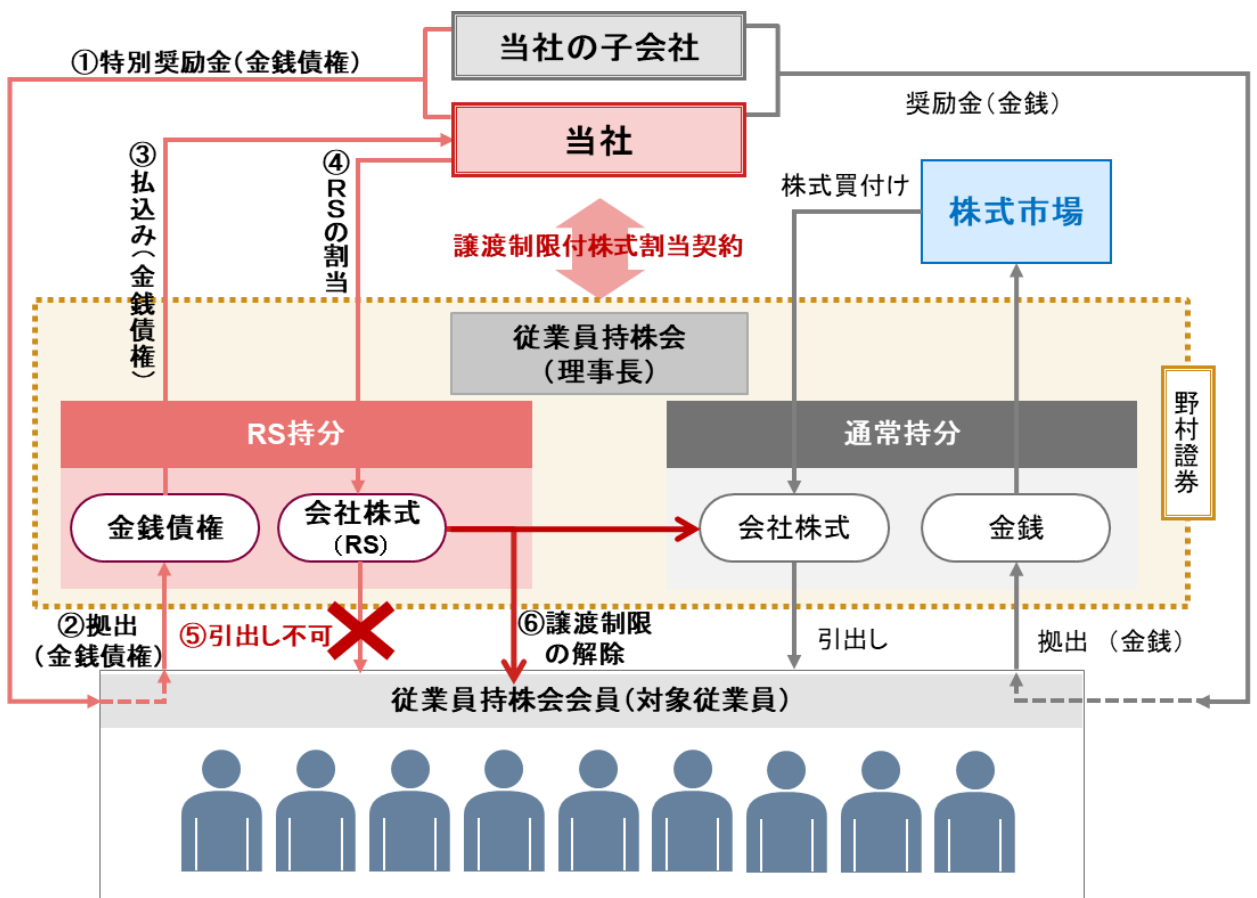 当社の子会社
①特別奨励金(金銭債権)
奨励金(金銭)
当社
③払込み(金銭債権)
④RSの割当
株式買付け
株式市場
譲渡制限付株式割当契約
従業員持株会
(理事長)
野村證券
RS持分
通常持分
金銭債権
会社株式
(RS)
会社株式
金銭
②拠出
(金銭債権)
⑤引出し不可
⑥譲渡制限
の解除
引出し
拠出 (金銭)
従業員持株会会員(対象従業員)